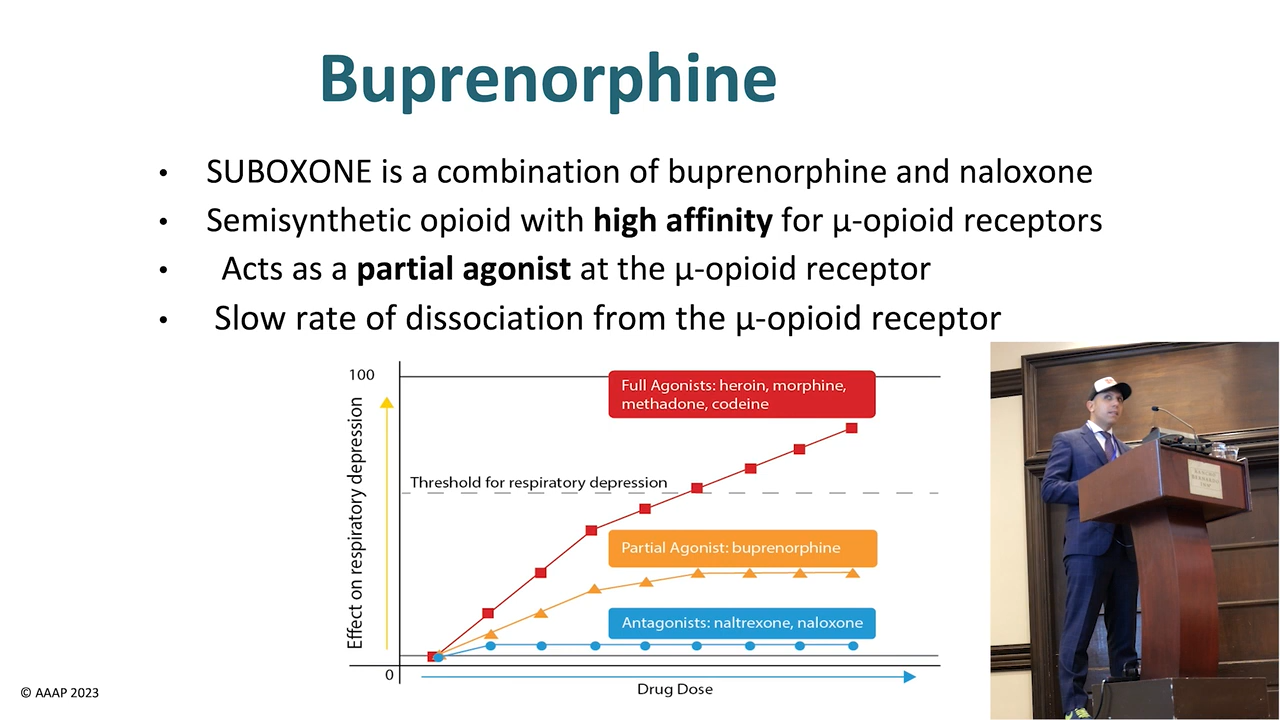 Buprenorphine
• SUBOXONE is a combination of buprenorphine and naloxone
• Semisynthetic opioid with high affinity for μ-opioid receptors
• Acts as a partial agonist at the μ-opioid receptor
• Slow rate of dissociation from the μ-opioid receptor
100
Effect on respiratory depression
Full Agonists: heroin, morphine,
methadone, codeine
Threshold for respiratory depression
Partial Agonist: buprenorphine
Antagonists: naltrexone, naloxone
0
Drug Dose
RANCHO
BERNARDO
INN
© AAAP 2023